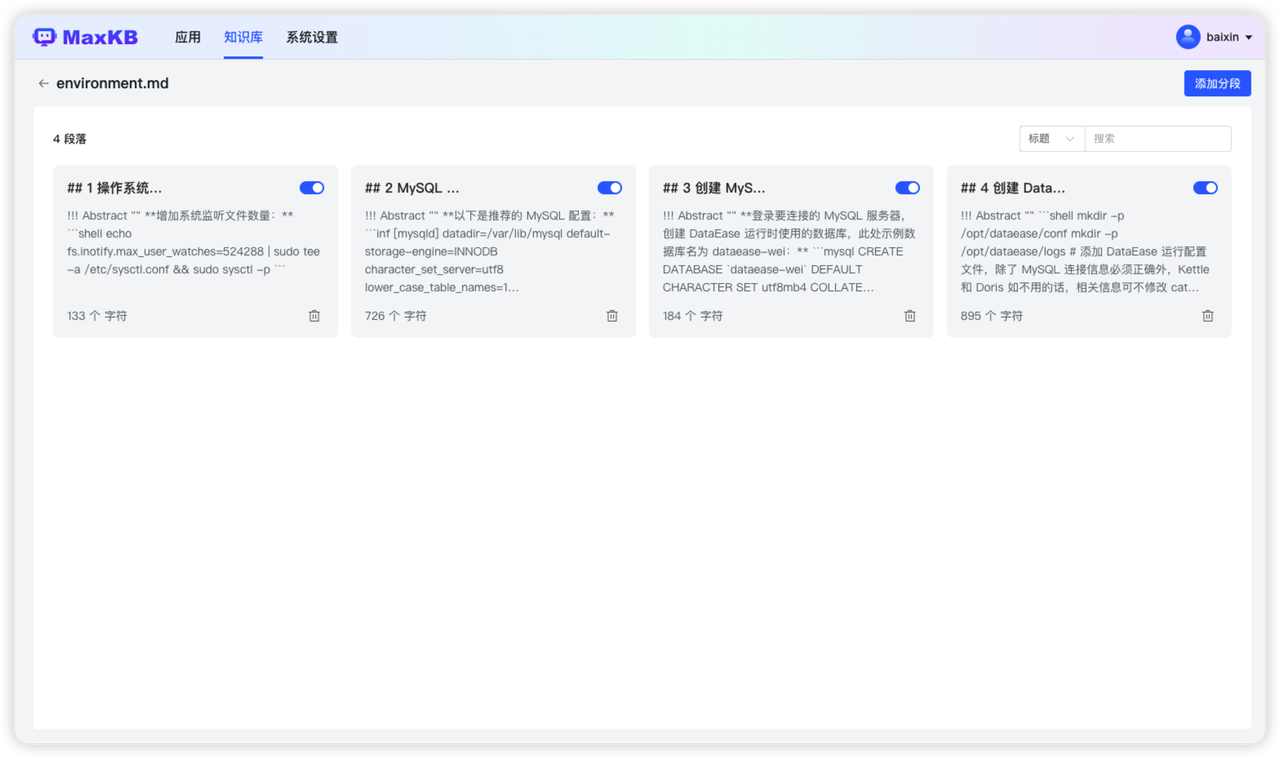 MaxKB 应用 知识库 系统设置 baixin
environment.md 添加分段
4 段落 标题 搜索
## 1 操作系统...
!!! Abstract "" **增加系统监听文件数量：**
```shell echo
fs.inotify.max_user_watches=524288 | sudo tee
-a /etc/sysctl.conf && sudo sysctl -p ```
133 个 字符
## 2 MySQL ...
!!! Abstract "" **以下是推荐的 MySQL 配置：**
```inf [mysqld] datadir=/var/lib/mysql default-
storage-engine=INNODB
character_set_server=utf8
lower_case_table_names=1...
726 个 字符
## 3 创建 MyS...
!!! Abstract "" **登录要连接的 MySQL 服务器，
创建 DataEase 运行时使用的数据库，此处示例数
据库名为 dataease-wei：** ```mysql CREATE
DATABASE `dataease-wei` DEFAULT
CHARACTER SET utf8mb4 COLLATE...
184 个 字符
## 4 创建 Data...
!!! Abstract "" ```shell mkdir -p
/opt/dataease/conf mkdir -p
/opt/dataease/logs # 添加 DataEase 运行配置
文件，除了 MySQL 连接信息必须正确外，Kettle
和 Doris 如不用的话，相关信息可不修改 cat...
895 个 字符